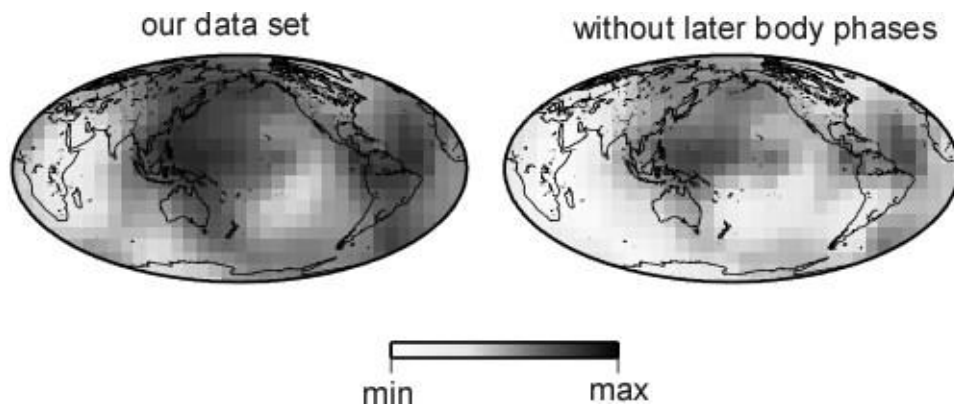 our data set
without later body phases
min
max